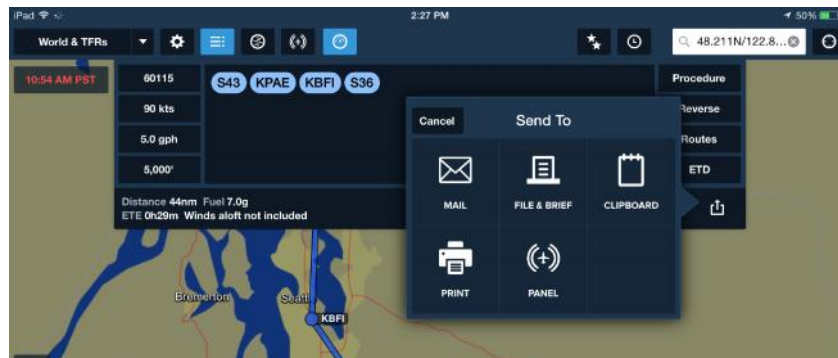 iPad 2:27 PM 50%
World & TFRs 48.211N/122.8...
10:54 AM PST
60115 S43 KPAE KBFI S36 Procedure
90 kts Reverse
5.0 gph Routes
5,000' ETD
Cancel Send To
MAIL FILE & BRIEF CLIPBOARD
PRINT PANEL
Distance 44nm Fuel 7.0g
ETE 0h29m Winds aloft not included
Bremerton Seattl
KBFI